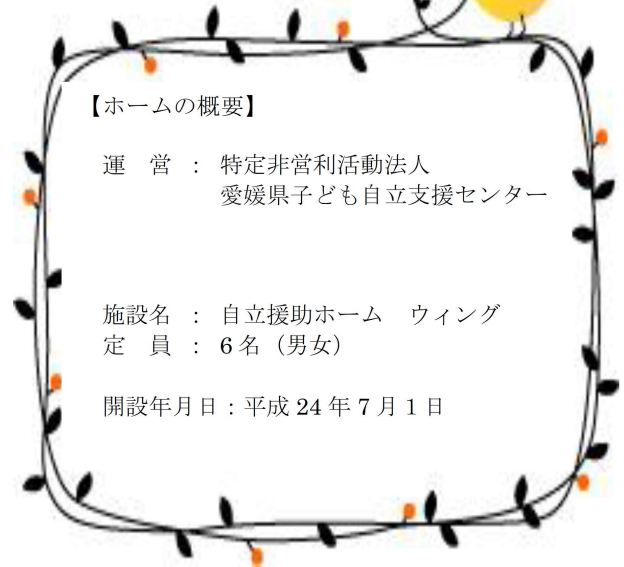 【ホームの概要】
運　営　：　特定非営利活動法人
愛媛県子ども自立支援センター
施設名　：　自立援助ホーム　ウィング
定　員　：　6名（男女）
開設年月日：平成 24 年 7 月 1 日